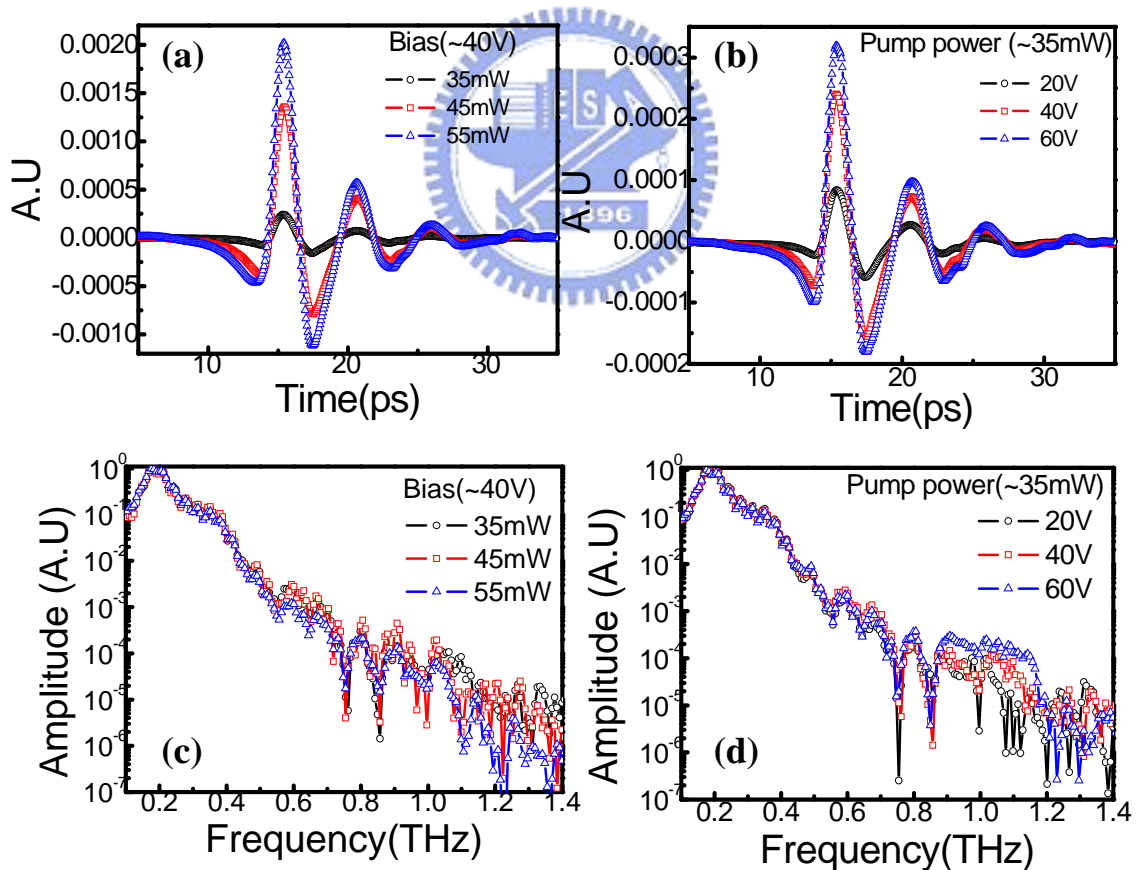 (a)
Bias(~40V)
35mW
45mW
55mW
A.U
0.0020
0.0015
0.0010
0.0005
0.0000
-0.0005
-0.0010
10 20 30
Time(ps)
(b)
Pump power (~35mW)
20V
40V
60V
A.U
0.0003
0.0002
0.0001
0.0000
-0.0001
-0.0002
10 20 30
Time(ps)
ES
1896
(c)
Bias(~40V)
35mW
45mW
55mW
Amplitude (A.U)
10^0
10^-1
10^-2
10^-3
10^-4
10^-5
10^-6
10^-7
0.2 0.4 0.6 0.8 1.0 1.2 1.4
Frequency(THz)
(d)
Pump power(~35mW)
20V
40V
60V
Amplitude (A.U)
10^0
10^-1
10^-2
10^-3
10^-4
10^-5
10^-6
10^-7
0.2 0.4 0.6 0.8 1.0 1.2 1.4
Frequency(THz)